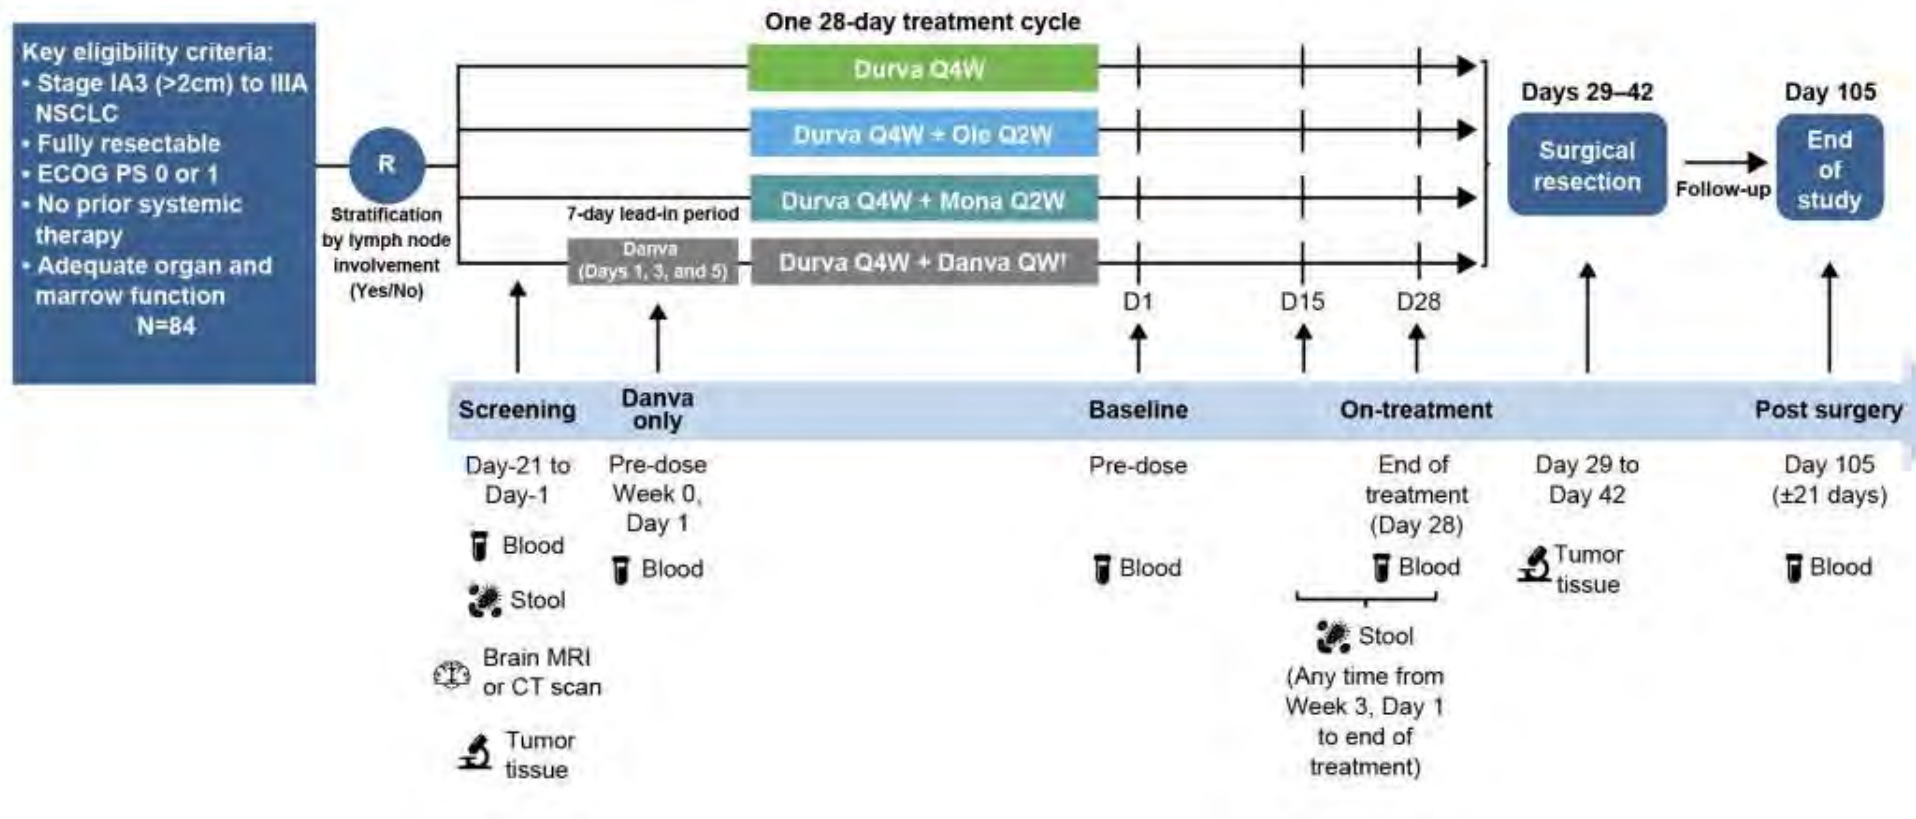 Key eligibility criteria:
• Stage IA3 (>2cm) to IIIA
NSCLC
• Fully resectable
• ECOG PS 0 or 1
• No prior systemic
therapy
• Adequate organ and
marrow function
N=84
R
Stratification
by lymph node
involvement
(Yes/No)
One 28-day treatment cycle
Durva Q4W
Durva Q4W + Ole Q2W
Durva Q4W + Mona Q2W
7-day lead-in period
Danva
(Days 1, 3, and 5)
Durva Q4W + Danva QW†
D1
D15
D28
Days 29–42
Surgical
resection
Follow-up
Day 105
End
of
study
Screening
Danva
only
Baseline
On-treatment
Post surgery
Day-21 to
Day-1
Blood
Stool
Brain MRI
or CT scan
Tumor
tissue
Pre-dose
Week 0,
Day 1
Blood
Pre-dose
Blood
End of
treatment
(Day 28)
Blood
Stool
(Any time from
Week 3, Day 1
to end of
treatment)
Day 29 to
Day 42
Tumor
tissue
Day 105
(±21 days)
Blood